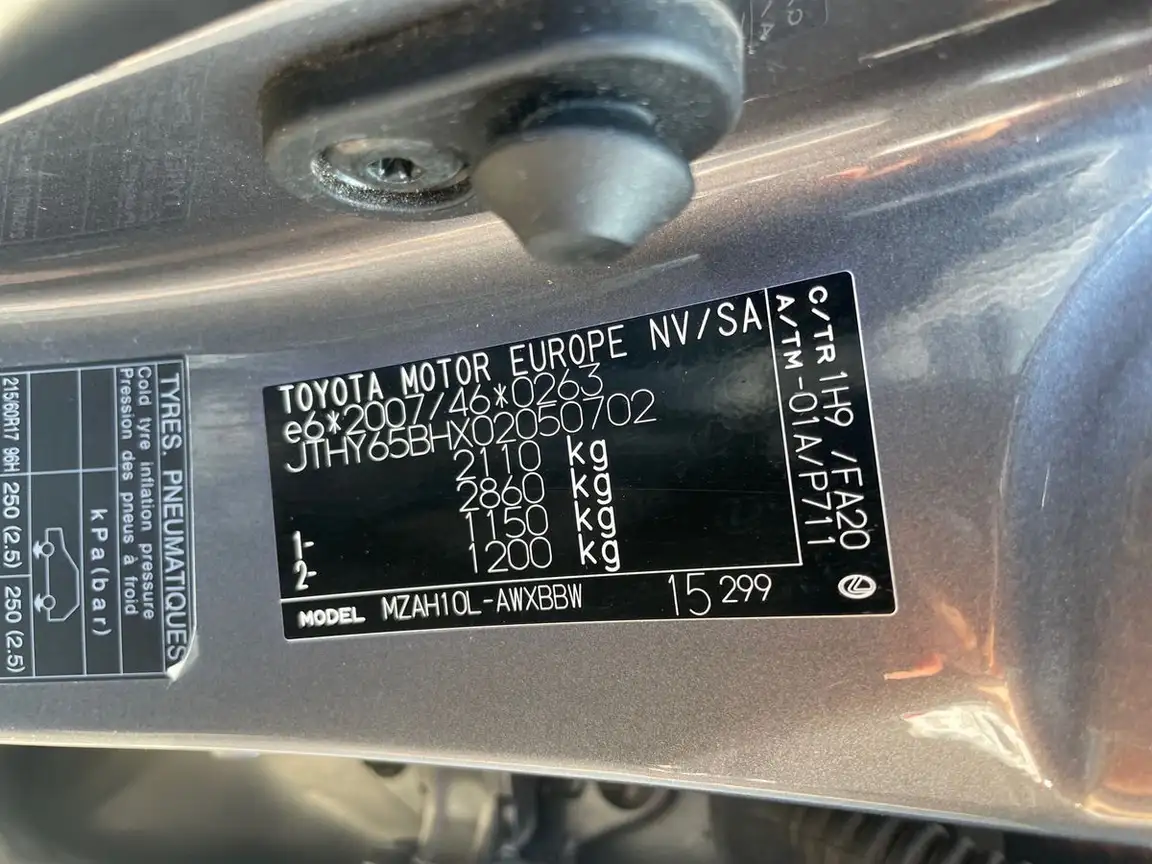 TOYOTA MOTOR EUROPE NV/SA
e6*2007/46*0263
JTHY65BHX02050702
2110 kg
2860 kg
1- 1150 kg
2- 1200 kg
MODEL MZAH10L-AWXBBW 15 299
C/TR 1H9 /FA20
A/TM -01A/P711
TYRES. PNEUMATIQUES
Cold tyre inflation pressure
Pression des pneus à froid
kPa(bar)
215/60R17 96H 250 (2.5) 250 (2.5)